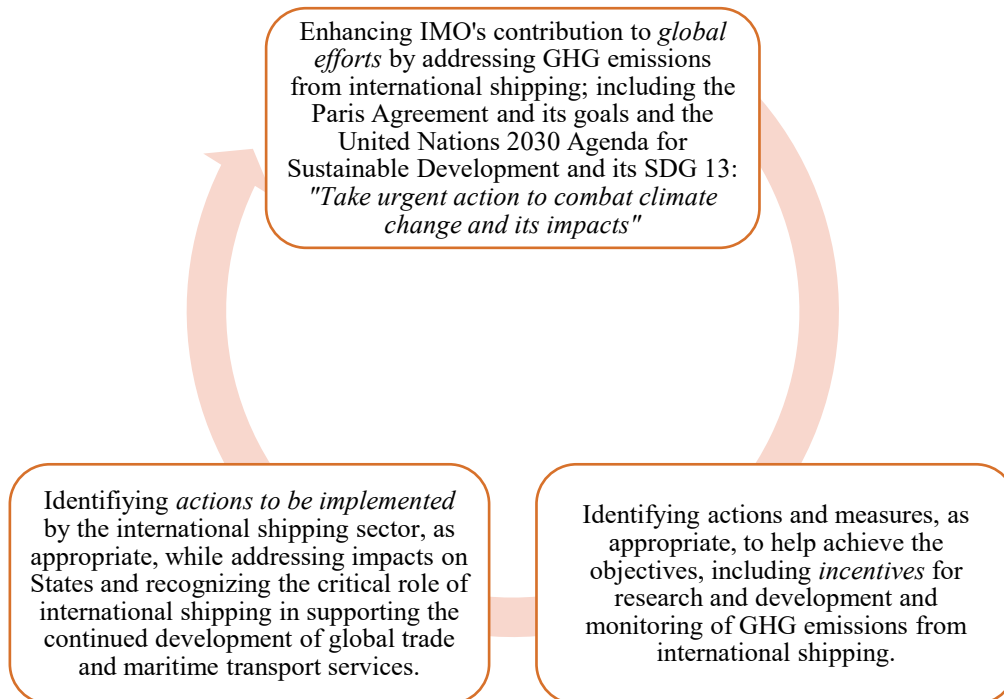 Enhancing IMO's contribution to global
efforts by addressing GHG emissions
from international shipping; including the
Paris Agreement and its goals and the
United Nations 2030 Agenda for
Sustainable Development and its SDG 13:
"Take urgent action to combat climate
change and its impacts"
Identifiying actions to be implemented
by the international shipping sector, as
appropriate, while addressing impacts on
States and recognizing the critical role of
international shipping in supporting the
continued development of global trade
and maritime transport services.
Identifying actions and measures, as
appropriate, to help achieve the
objectives, including incentives for
research and development and
monitoring of GHG emissions from
international shipping.